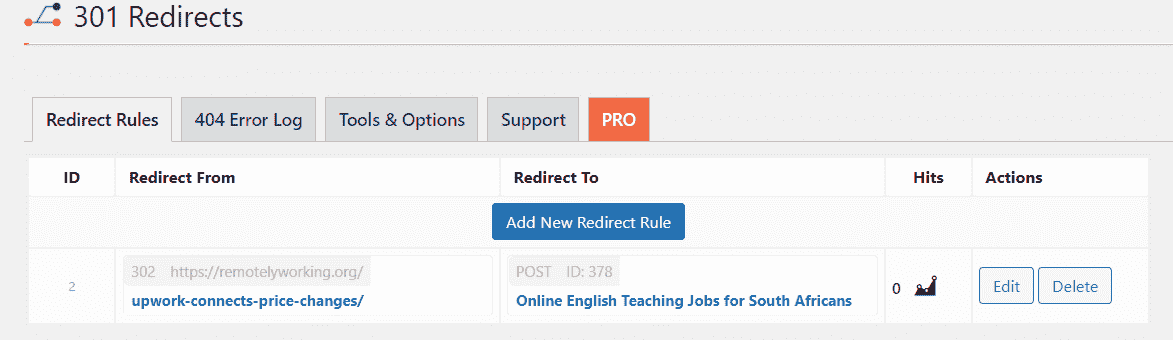 301 Redirects
Redirect Rules 404 Error Log Tools & Options Support PRO
ID Redirect From Redirect To Hits Actions
Add New Redirect Rule
302 https://remotelyworking.org/ POST ID: 378
2 upwork-connects-price-changes/ Online English Teaching Jobs for South Africans 0 Edit Delete